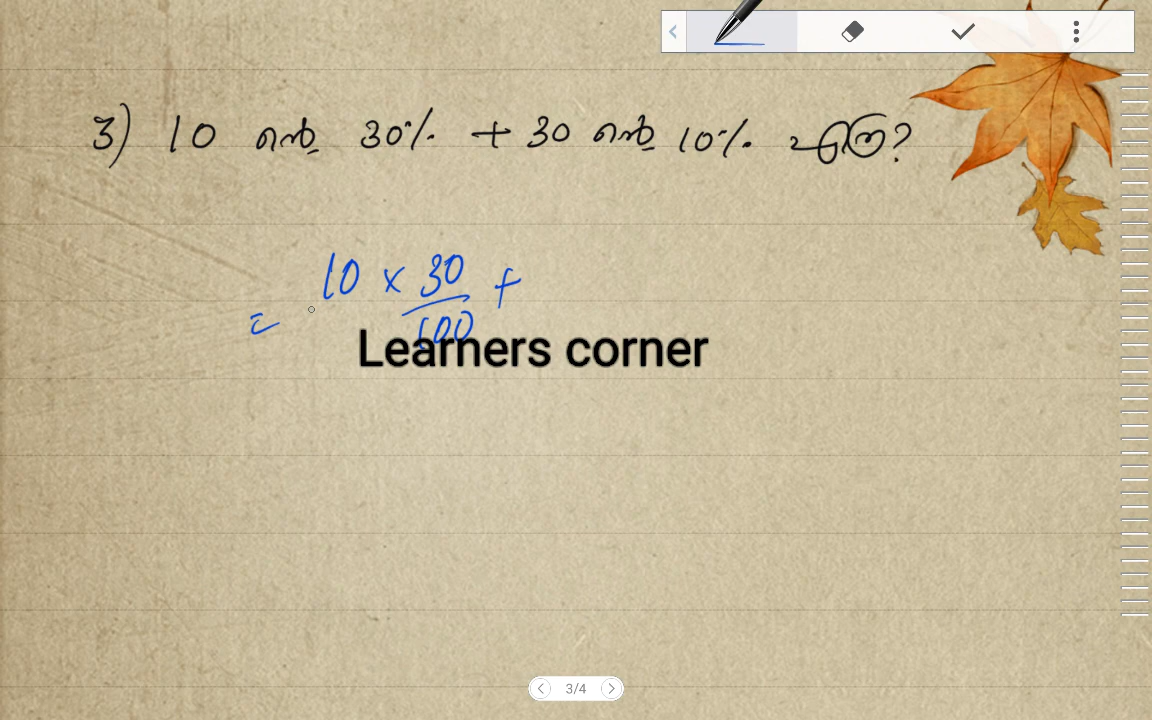 3) 10 ന്റെ 30% + 30 ന്റെ 10% എത്ര?
= 10 × 30/100 +
Learners corner
3/4